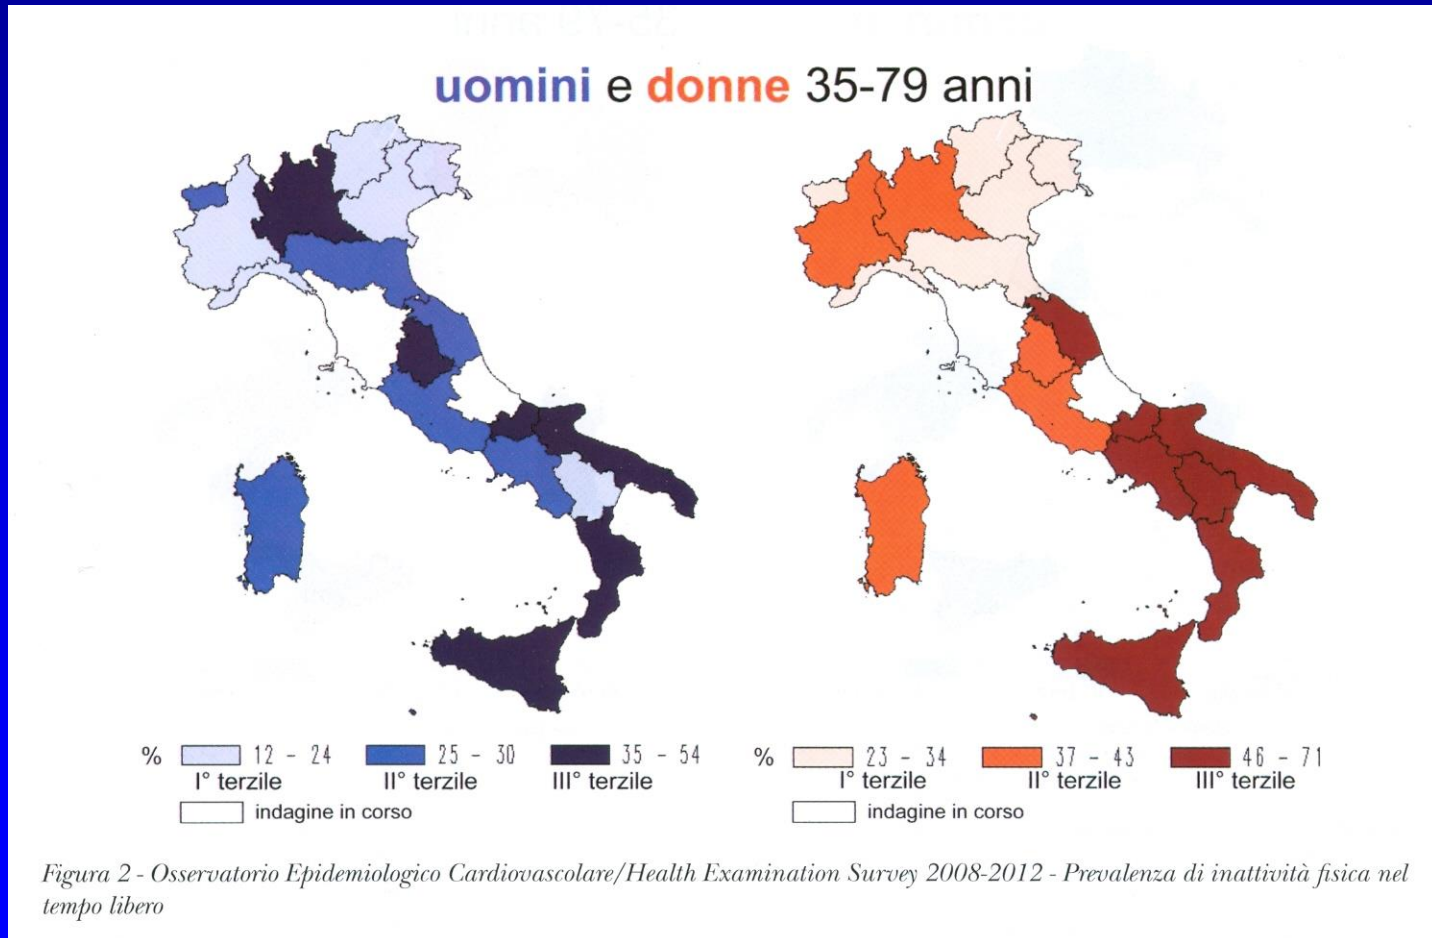 uomini e donne 35-79 anni
% 12 - 24 25 - 30 35 - 54
I° terzile II° terzile III° terzile
indagine in corso
% 23 - 34 37 - 43 46 - 71
I° terzile II° terzile III° terzile
indagine in corso
Figura 2 - Osservatorio Epidemiologico Cardiovascolare/Health Examination Survey 2008-2012 - Prevalenza di inattività fisica nel
tempo libero